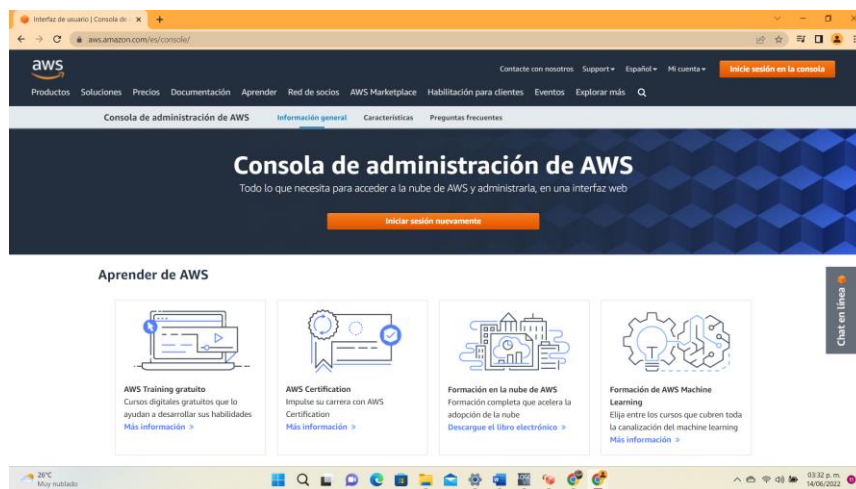 Interfaz de usuario | Consola de
aws.amazon.com/es/console/
aws
Contacte con nosotros Support Español Mi cuenta Inicie sesión en la consola
Productos Soluciones Precios Documentación Aprender Red de socios AWS Marketplace Habilitación para clientes Eventos Explorar más
Consola de administración de AWS Información general Características Preguntas frecuentes
Consola de administración de AWS
Todo lo que necesita para acceder a la nube de AWS y administrarla, en una interfaz web
Iniciar sesión nuevamente
Aprender de AWS
Chat en línea
AWS Training gratuito
Cursos digitales gratuitos que lo
ayudan a desarrollar sus habilidades
Más información »
AWS Certification
Impulse su carrera con AWS
Certification
Más información »
Formación en la nube de AWS
Formación completa que acelera la
adopción de la nube
Descargue el libro electrónico »
Formación de AWS Machine
Learning
Elija entre los cursos que cubren toda
la canalización del machine learning
Más información »
26°C
Muy nublado
03:32 p. m.
14/06/2022